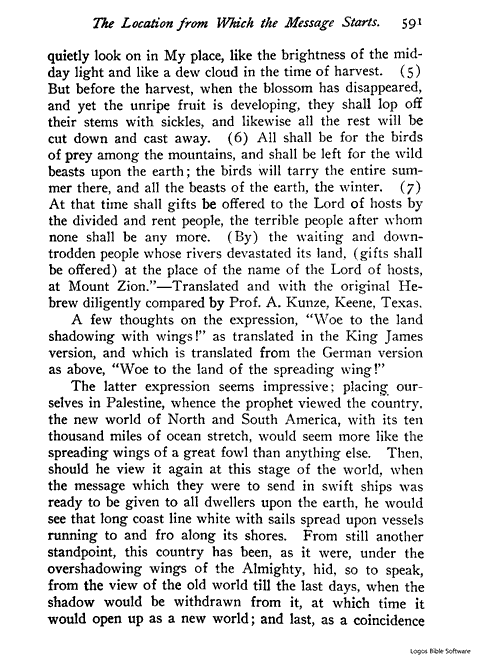 The Location from Which the Message Starts. 591
quietly look on in My place, like the brightness of the mid-
day light and like a dew cloud in the time of harvest. (5)
But before the harvest, when the blossom has disappeared,
and yet the unripe fruit is developing, they shall lop off
their stems with sickles, and likewise all the rest will be
cut down and cast away. (6) All shall be for the birds
of prey among the mountains, and shall be left for the wild
beasts upon the earth; the birds will tarry the entire sum-
mer there, and all the beasts of the earth, the winter. (7)
At that time shall gifts be offered to the Lord of hosts by
the divided and rent people, the terrible people after whom
none shall be any more. (By) the waiting and down-
trodden people whose rivers devastated its land, (gifts shall
be offered) at the place of the name of the Lord of hosts,
at Mount Zion."—Translated and with the original He-
brew diligently compared by Prof. A. Kunze, Keene, Texas.
A few thoughts on the expression, "Woe to the land
shadowing with wings!" as translated in the King James
version, and which is translated from the German version
as above, "Woe to the land of the spreading wing!"
The latter expression seems impressive; placing our-
selves in Palestine, whence the prophet viewed the country,
the new world of North and South America, with its ten
thousand miles of ocean stretch, would seem more like the
spreading wings of a great fowl than anything else. Then,
should he view it again at this stage of the world, when
the message which they were to send in swift ships was
ready to be given to all dwellers upon the earth, he would
see that long coast line white with sails spread upon vessels
running to and fro along its shores. From still another
standpoint, this country has been, as it were, under the
overshadowing wings of the Almighty, hid, so to speak,
from the view of the old world till the last days, when the
shadow would be withdrawn from it, at which time it
would open up as a new world; and last, as a coincidence
Logos Bible Software